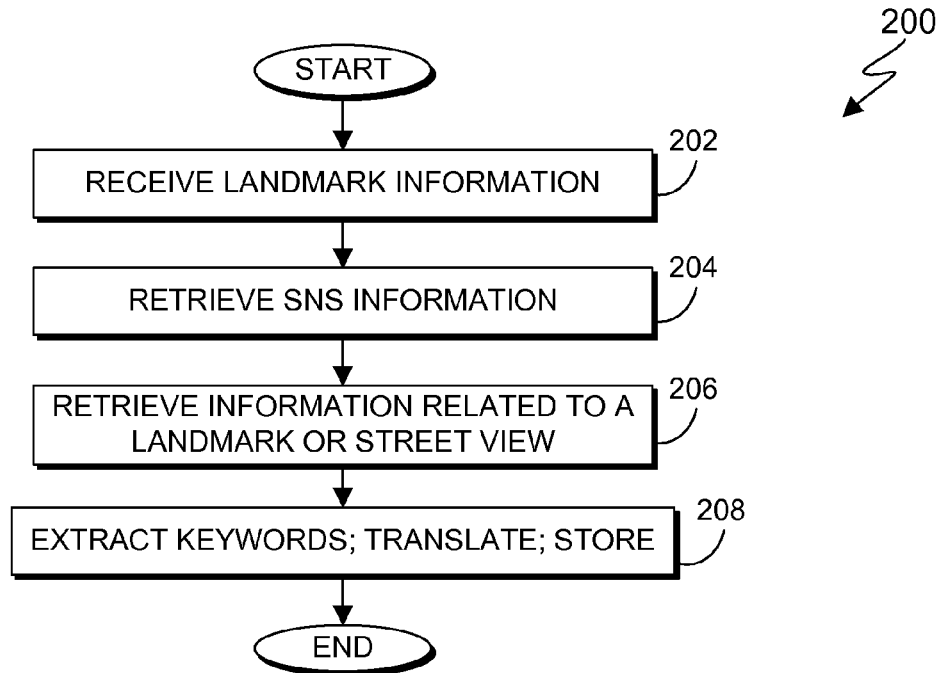 200
START
202
RECEIVE LANDMARK INFORMATION
204
RETRIEVE SNS INFORMATION
206
RETRIEVE INFORMATION RELATED TO A
LANDMARK OR STREET VIEW
208
EXTRACT KEYWORDS; TRANSLATE; STORE
END